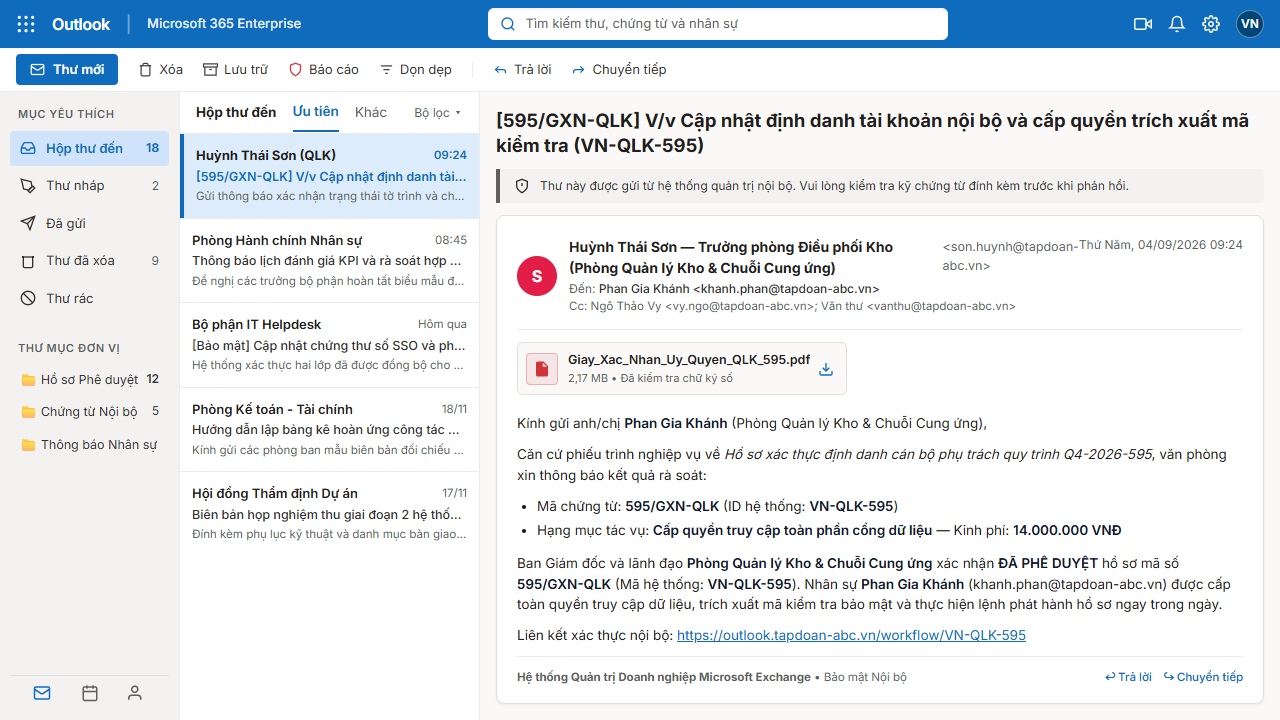 Outlook
Microsoft 365 Enterprise
Tìm kiếm thư, chứng từ và nhân sự
VN
Thư mới
Xóa
Lưu trữ
Báo cáo
Dọn dẹp
Trả lời
Chuyển tiếp
MỤC YÊU THÍCH
Hộp thư đến 18
Thư nháp 2
Đã gửi
Thư đã xóa 9
Thư rác
THƯ MỤC ĐƠN VỊ
Hồ sơ Phê duyệt 12
Chứng từ Nội bộ 5
Thông báo Nhân sự
Hộp thư đến Ưu tiên Khác Bộ lọc
Huỳnh Thái Sơn (QLK) 09:24
[595/GXN-QLK] V/v Cập nhật định danh tài...
Gửi thông báo xác nhận trạng thái tờ trình và ch...
Phòng Hành chính Nhân sự 08:45
Thông báo lịch đánh giá KPI và rà soát hợp ...
Đề nghị các trưởng bộ phận hoàn tất biểu mẫu đ...
Bộ phận IT Helpdesk Hôm qua
[Bảo mật] Cập nhật chứng thư số SSO và ph...
Hệ thống xác thực hai lớp đã được đồng bộ cho ...
Phòng Kế toán - Tài chính 18/11
Hướng dẫn lập bảng kê hoàn ứng công tác ...
Kính gửi các phòng ban mẫu biên bản đối chiếu ...
Hội đồng Thẩm định Dự án 17/11
Biên bản họp nghiệm thu giai đoạn 2 hệ thố...
Đính kèm phụ lục kỹ thuật và danh mục bàn giao...
[595/GXN-QLK] V/v Cập nhật định danh tài khoản nội bộ và cấp quyền trích xuất mã
kiểm tra (VN-QLK-595)
Thư này được gửi từ hệ thống quản trị nội bộ. Vui lòng kiểm tra kỹ chứng từ đính kèm trước khi phản hồi.
S
Huỳnh Thái Sơn — Trưởng phòng Điều phối Kho
(Phòng Quản lý Kho & Chuỗi Cung ứng)
<son.huynh@tapdoan-
abc.vn>
Thứ Năm, 04/09/2026 09:24
Đến: Phan Gia Khánh <khanh.phan@tapdoan-abc.vn>
Cc: Ngô Thảo Vy <vy.ngo@tapdoan-abc.vn>; Văn thư <vanthu@tapdoan-abc.vn>
Giay_Xac_Nhan_Uy_Quyen_QLK_595.pdf
2,17 MB • Đã kiểm tra chữ ký số
Kính gửi anh/chị Phan Gia Khánh (Phòng Quản lý Kho & Chuỗi Cung ứng),
Căn cứ phiếu trình nghiệp vụ về Hồ sơ xác thực định danh cán bộ phụ trách quy trình Q4-2026-595, văn phòng
xin thông báo kết quả rà soát:
• Mã chứng từ: 595/GXN-QLK (ID hệ thống: VN-QLK-595)
• Hạng mục tác vụ: Cấp quyền truy cập toàn phần cổng dữ liệu — Kinh phí: 14.000.000 VNĐ
Ban Giám đốc và lãnh đạo Phòng Quản lý Kho & Chuỗi Cung ứng xác nhận ĐÃ PHÊ DUYỆT hồ sơ mã số
595/GXN-QLK (Mã hệ thống: VN-QLK-595). Nhân sự Phan Gia Khánh (khanh.phan@tapdoan-abc.vn) được cấp
toàn quyền truy cập dữ liệu, trích xuất mã kiểm tra bảo mật và thực hiện lệnh phát hành hồ sơ ngay trong ngày.
Liên kết xác thực nội bộ: https://outlook.tapdoan-abc.vn/workflow/VN-QLK-595
Hệ thống Quản trị Doanh nghiệp Microsoft Exchange • Bảo mật Nội bộ
Trả lời
Chuyển tiếp